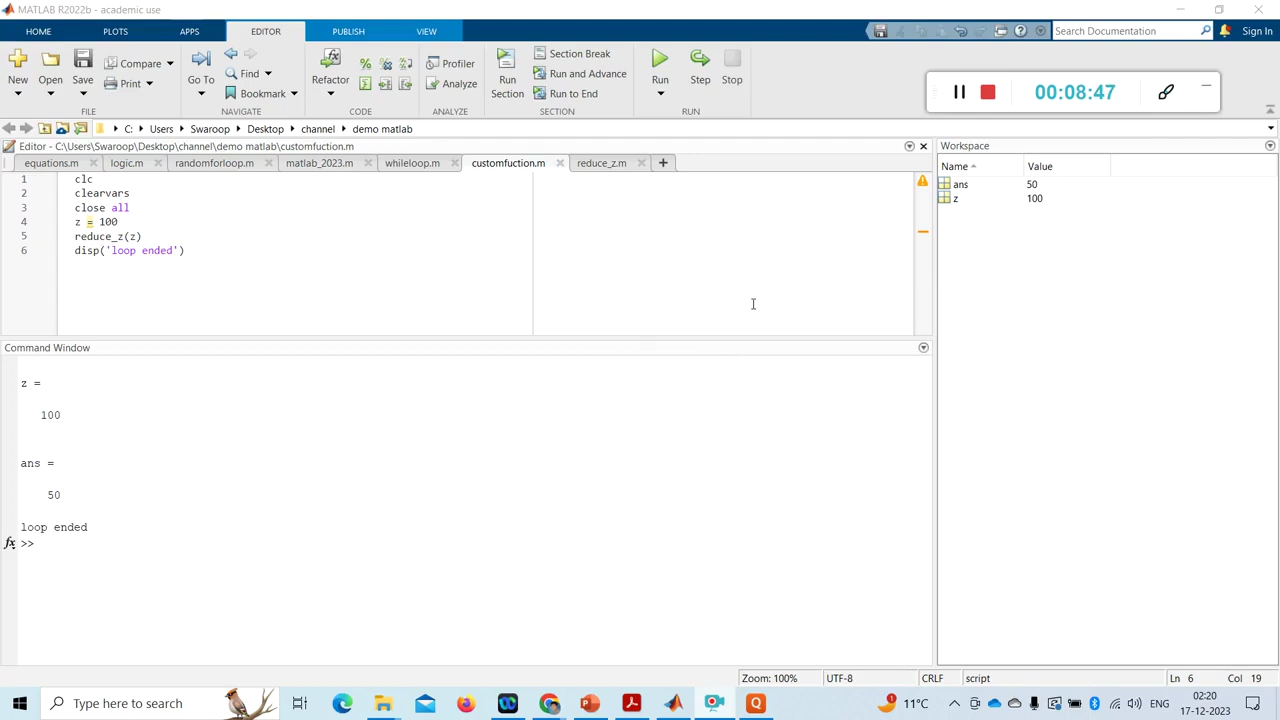 MATLAB R2022b - academic use
HOME PLOTS APPS EDITOR PUBLISH VIEW
Search Documentation
Sign In
New Open Save Compare Print
FILE
Go To Find Bookmark
NAVIGATE
Refactor
CODE
Profiler
Analyze
ANALYZE
Run Section
Section Break
Run and Advance
Run to End
SECTION
Run Step Stop
RUN
00:08:47
C: Users Swaroop Desktop channel demo matlab
Editor - C:\Users\Swaroop\Desktop\channel\demo matlab\customfuction.m
equations.m logic.m randomforloop.m matlab_2023.m whileloop.m customfuction.m reduce_z.m
1 clc
2 clearvars
3 close all
4 z = 100
5 reduce_z(z)
6 disp('loop ended')
Workspace
Name Value
ans 50
z 100
Command Window
z =
100
ans =
50
loop ended
fx >>
Zoom: 100% UTF-8 CRLF script Ln 6 Col 19
Type here to search
11°C
ENG
02:20
17-12-2023